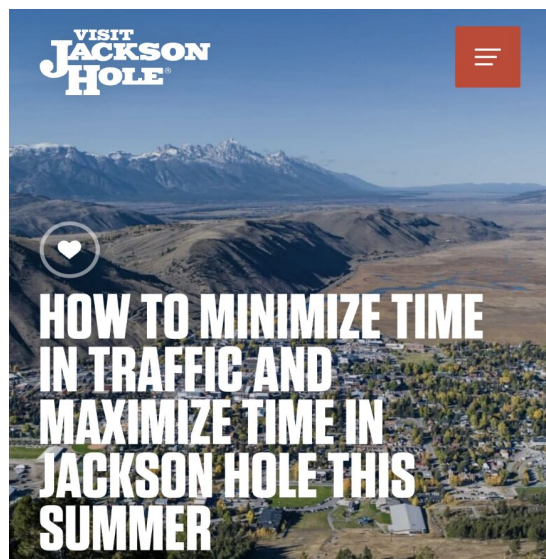 VISIT
JACKSON
HOLE®
HOW TO MINIMIZE TIME
IN TRAFFIC AND
MAXIMIZE TIME IN
JACKSON HOLE THIS
SUMMER